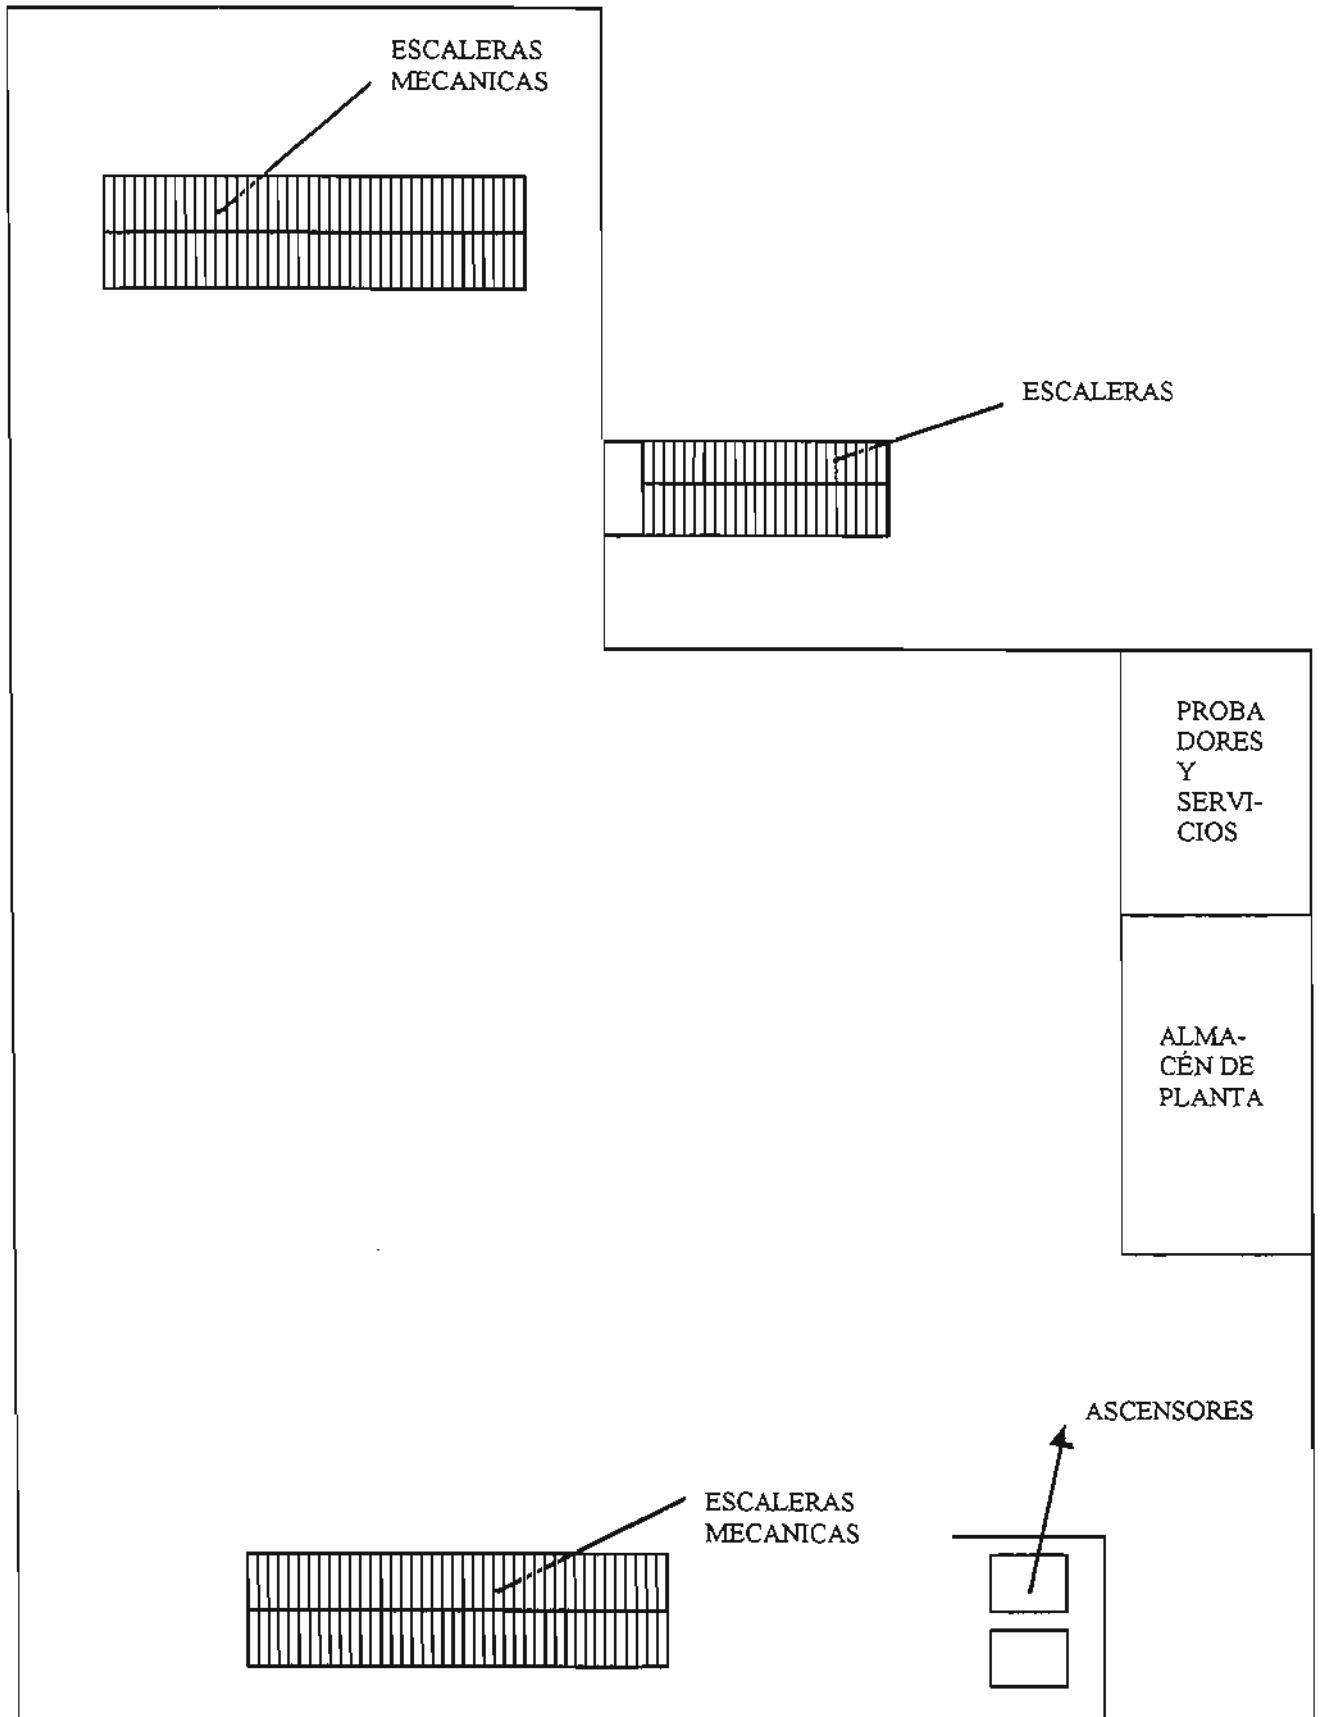 ESCALERAS
MECANICAS
ESCALERAS
PROBA
DORES
Y
SERVI-
CIOS
ALMA-
CÉN DE
PLANTA
ASCENSORES
ESCALERAS
MECANICAS